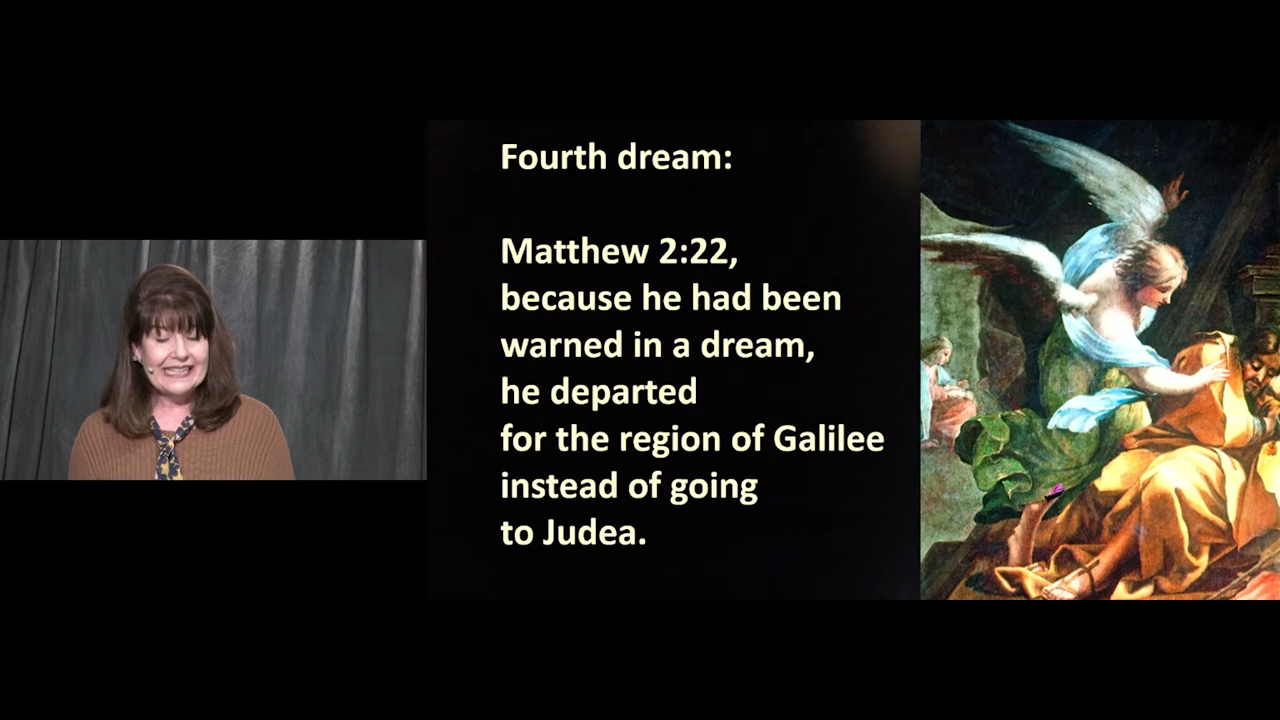 Fourth dream:
Matthew 2:22,
because he had been
warned in a dream,
he departed
for the region of Galilee
instead of going
to Judea.